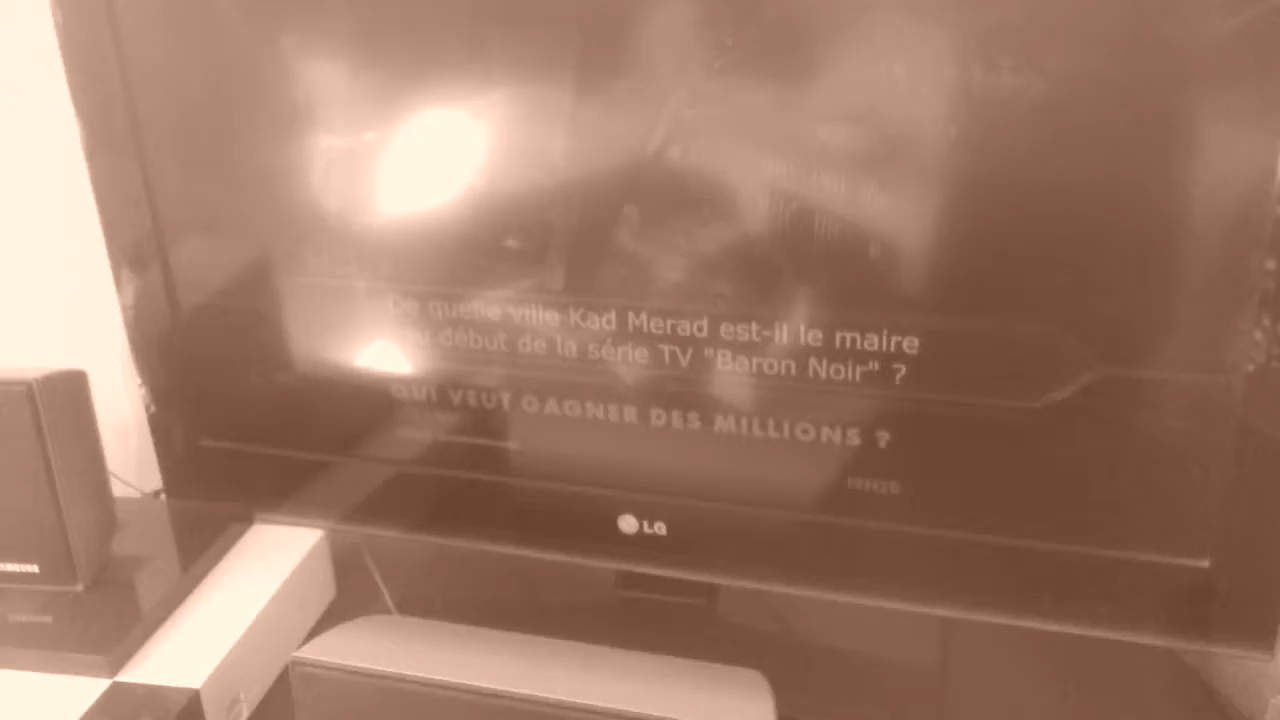 De quelle ville Kad Merad est-il le maire
au début de la série TV "Baron Noir" ?
QUI VEUT GAGNER DES MILLIONS ?
LG